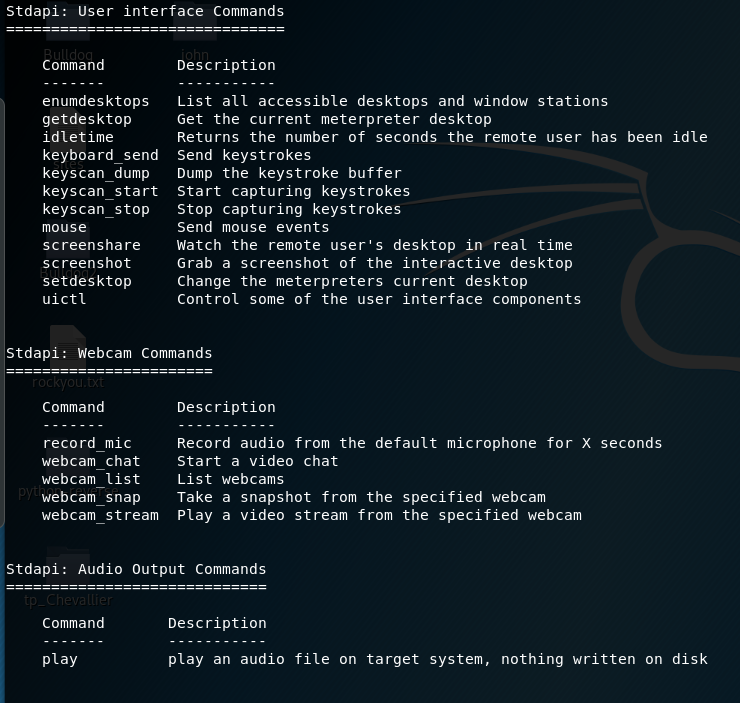 Stdapi: User interface Commands
===============================
Bulldog john
Command Description
------- -----------
enumdesktops List all accessible desktops and window stations
getdesktop Get the current meterpreter desktop
idletime Returns the number of seconds the remote user has been idle
keyboard_send Send keystrokes
keyscan_dump Dump the keystroke buffer
keyscan_start Start capturing keystrokes
keyscan_stop Stop capturing keystrokes
mouse Send mouse events
screenshare Watch the remote user's desktop in real time
screenshot Grab a screenshot of the interactive desktop
Bulldog2
setdesktop Change the meterpreters current desktop
uictl Control some of the user interface components
Stdapi: Webcam Commands
=======================
rockyou.txt
Command Description
------- -----------
record_mic Record audio from the default microphone for X seconds
webcam_chat Start a video chat
webcam_list List webcams
webcam_snap Take a snapshot from the specified webcam
webcam_stream Play a video stream from the specified webcam
Stdapi: Audio Output Commands
=============================
tp_Chevallier
Command Description
------- -----------
play play an audio file on target system, nothing written on disk